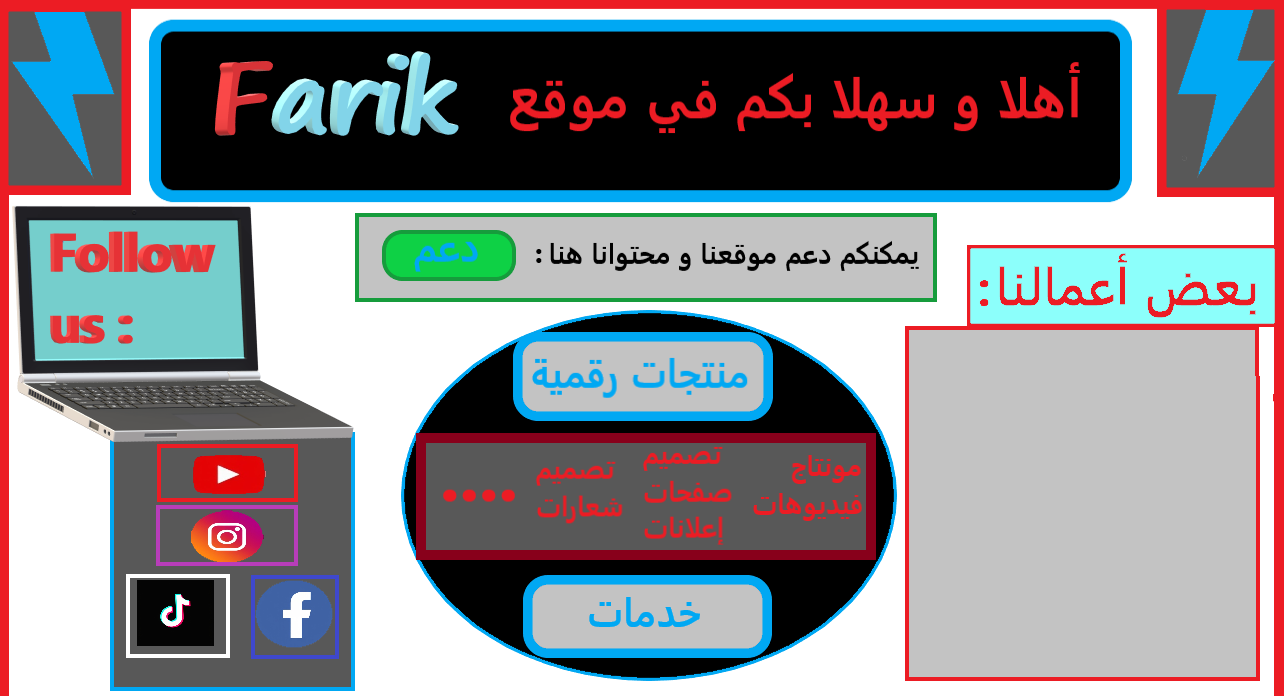 أهلا و سهلا بكم في موقع Farik
يمكنكم دعم موقعنا و محتوانا هنا :
دعم
Follow
us :
بعض أعمالنا:
منتجات رقمية
مونتاج
فيديوهات
تصميم
صفحات
إعلانات
تصميم
شعارات
••••
خدمات